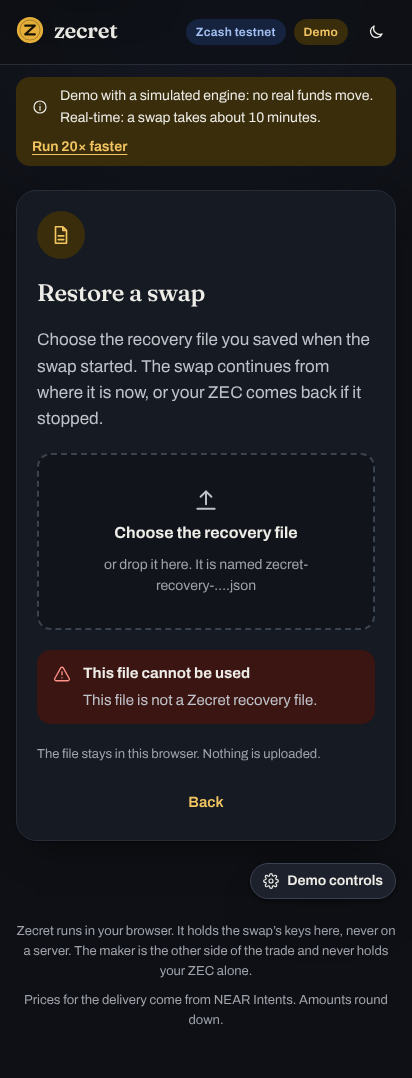 zecret
Zcash testnet
Demo
Demo with a simulated engine: no real funds move.
Real-time: a swap takes about 10 minutes.
Run 20× faster
Restore a swap
Choose the recovery file you saved when the
swap started. The swap continues from
where it is now, or your ZEC comes back if it
stopped.
Choose the recovery file
or drop it here. It is named zecret-
recovery-....json
This file cannot be used
This file is not a Zecret recovery file.
The file stays in this browser. Nothing is uploaded.
Back
Demo controls
Zecret runs in your browser. It holds the swap’s keys here, never on
a server. The maker is the other side of the trade and never holds
your ZEC alone.
Prices for the delivery come from NEAR Intents. Amounts round
down.